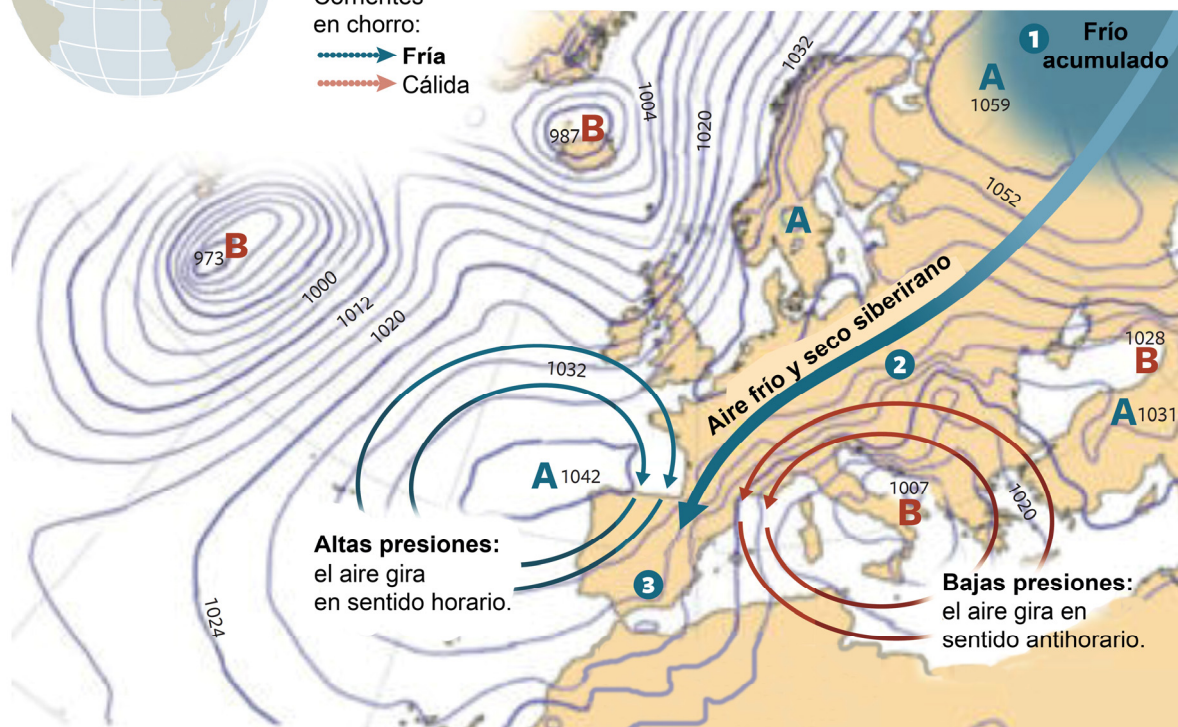 en chorro:
Fría
Cálida
1032
1004
1020
987 B
1 Frío
acumulado
A
1059
1052
A
973 B
1000
1012
1020
Aire frío y seco siberirano
2
1028
B
A 1031
1032
A 1042
1007
B
1020
Altas presiones:
el aire gira
en sentido horario.
3
Bajas presiones:
el aire gira en
sentido antihorario.
1024